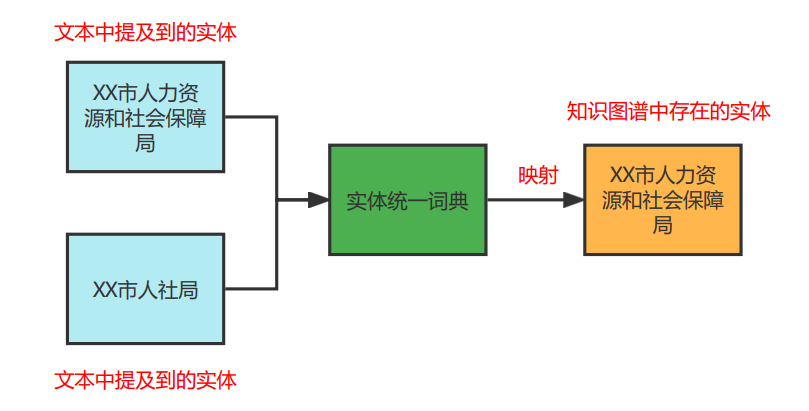 文本中提及到的实体
XX市人力资
源和社会保障
局
XX市人社局
文本中提及到的实体
实体统一词典
映射
知识图谱中存在的实体
XX市人力资
源和社会保障
局